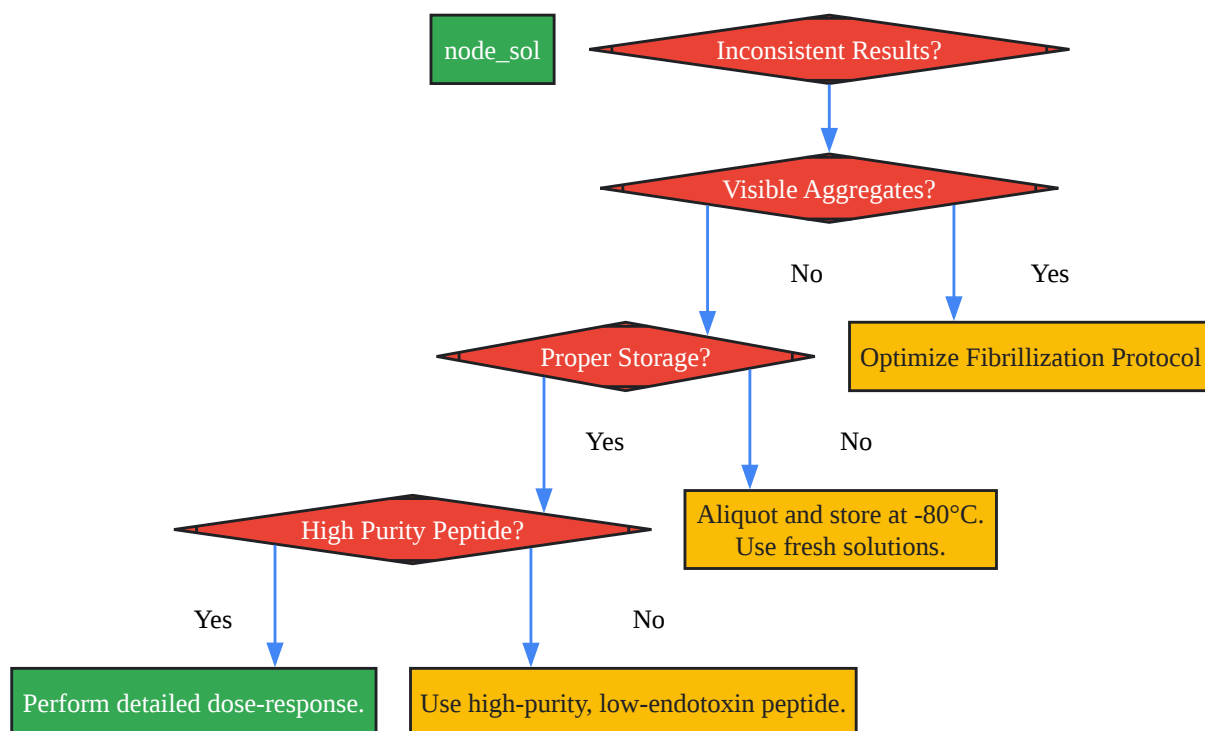 node_sol
Inconsistent Results?
Visible Aggregates?
No
Yes
Proper Storage?
Optimize Fibrillization Protocol
Yes
No
High Purity Peptide?
Aliquot and store at -80°C.
Use fresh solutions.
Yes
No
Perform detailed dose-response.
Use high-purity, low-endotoxin peptide.